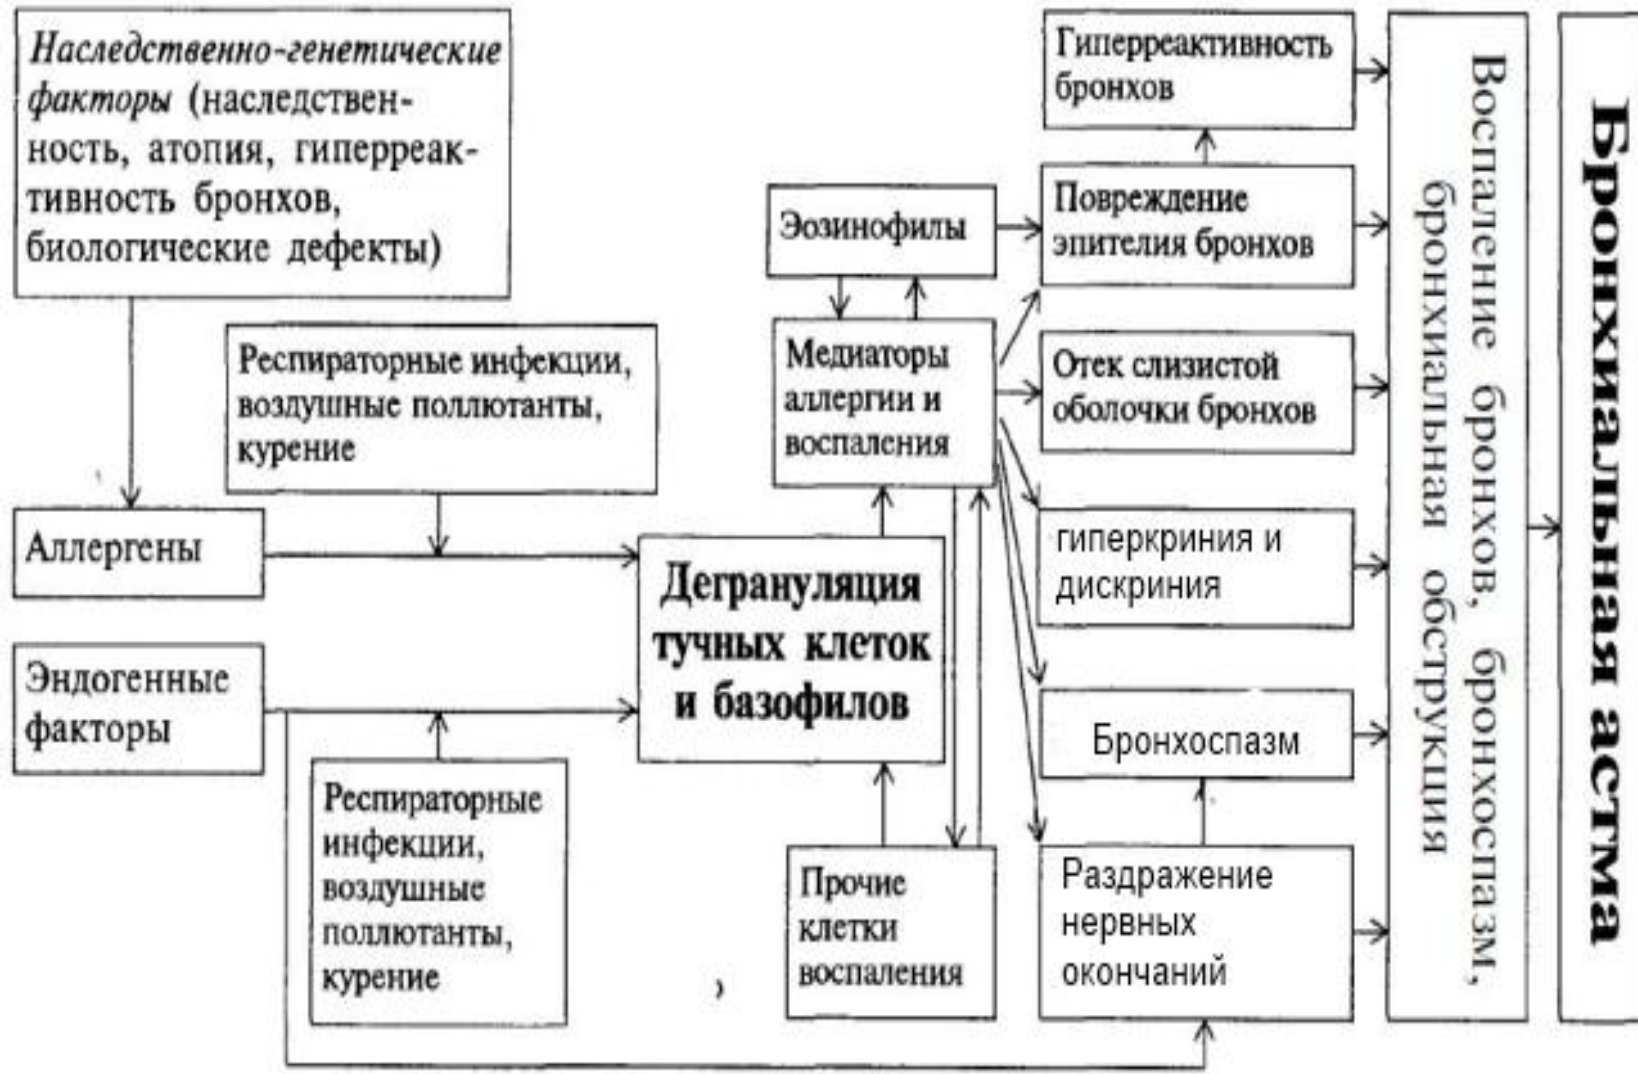 Наследственно-генетические
факторы (наследствен-
ность, атопия, гиперреак-
тивность бронхов,
биологические дефекты)
Респираторные инфекции,
воздушные поллютанты,
курение
Аллергены
Эндогенные
факторы
Респираторные
инфекции,
воздушные
поллютанты,
курение
Дегрануляция
тучных клеток
и базофилов
Эозинофилы
Медиаторы
аллергии и
воспаления
Прочие
клетки
воспаления
Гиперреактивность
бронхов
Повреждение
эпителия бронхов
Отек слизистой
оболочки бронхов
гиперкриния и
дискриния
Бронхоспазм
Раздражение
нервных
окончаний
Воспаление бронхов, бронхоспазм,
бронхиальная обструкция
Бронхиальная астма